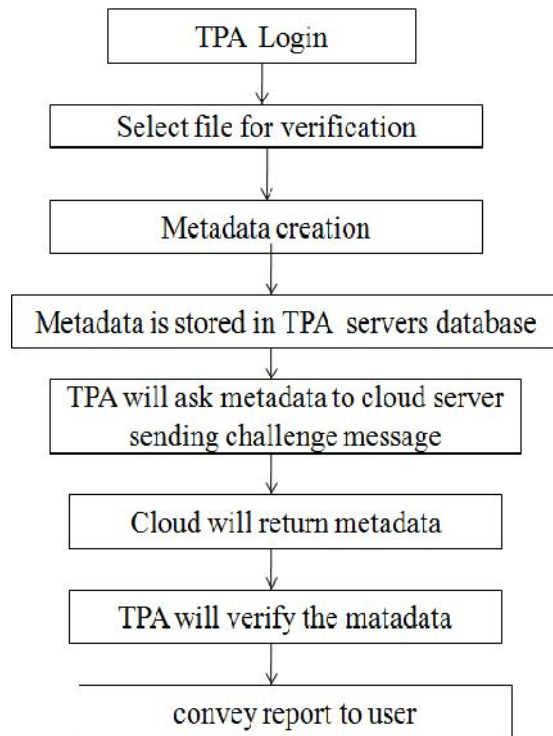 TPA Login
Select file for verification
Metadata creation
Metadata is stored in TPA servers database
TPA will ask metadata to cloud server
sending challenge message
Cloud will return metadata
TPA will verify the matadata
convey report to user